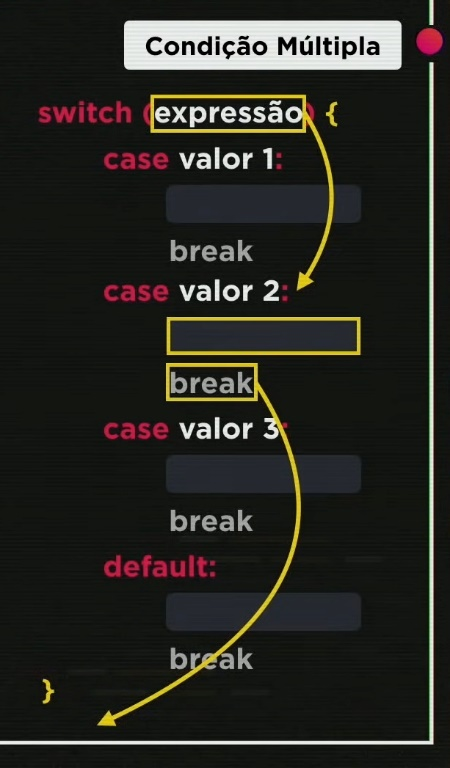 Condição Múltipla
switch (expressão) {
case valor 1:
break
case valor 2:
break
case valor 3:
break
default:
break
}